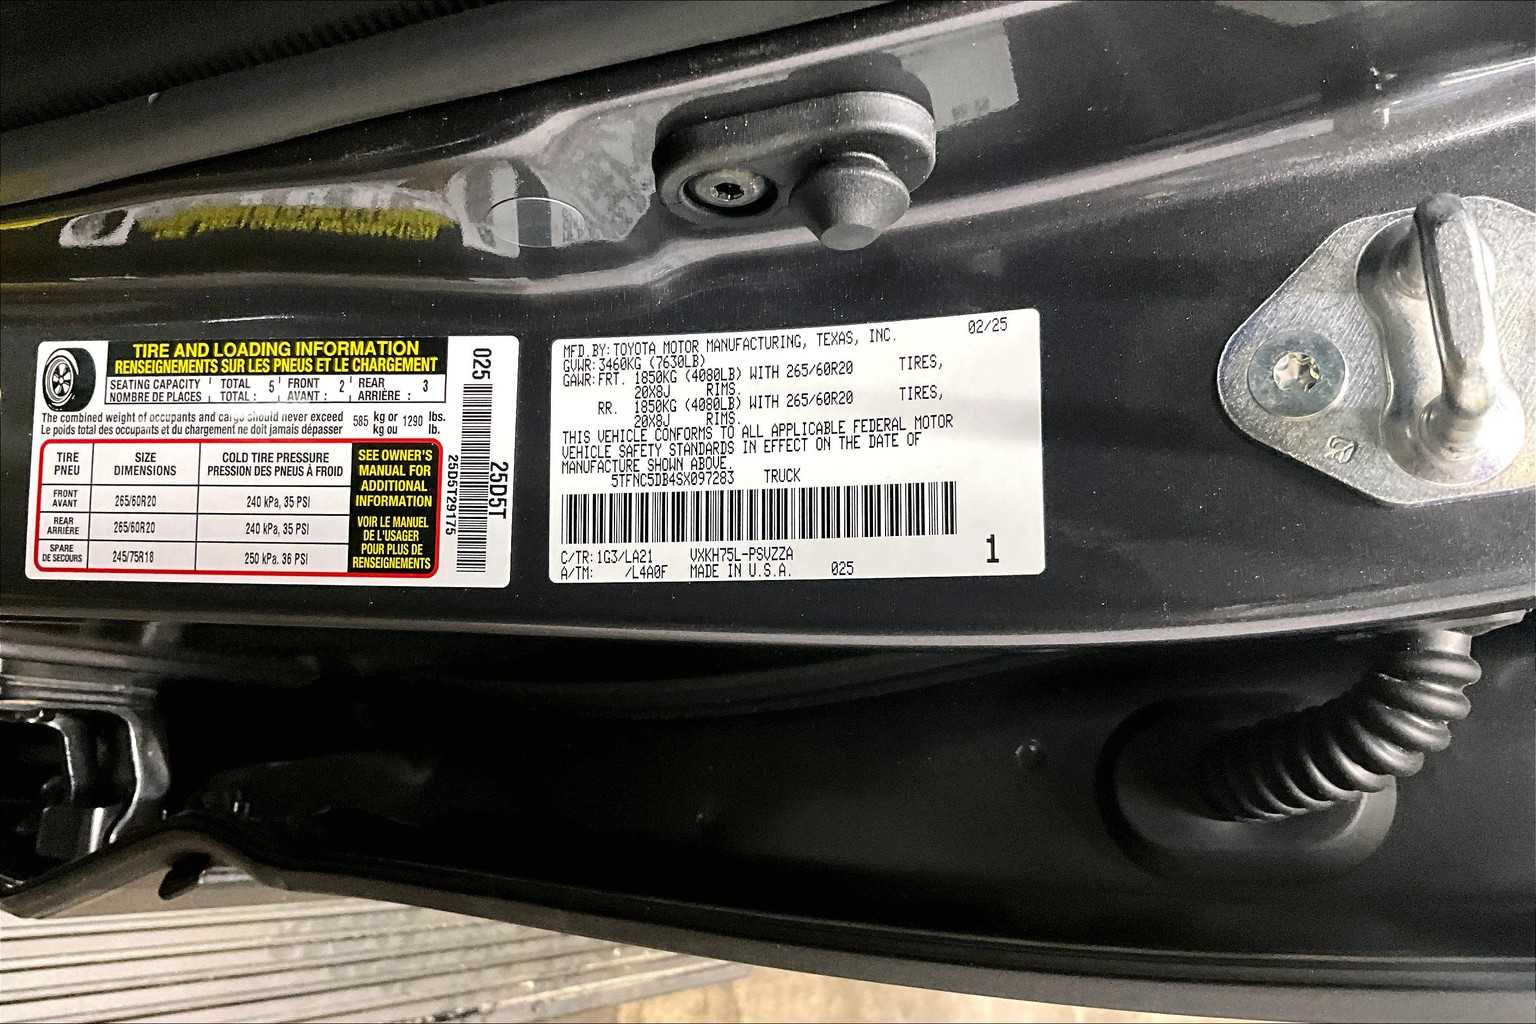 TIRE AND LOADING INFORMATION
RENSEIGNEMENTS SUR LES PNEUS ET LE CHARGEMENT
SEATING CAPACITY TOTAL 5 FRONT 2 REAR 3
NOMBRE DE PLACES TOTAL : AVANT : ARRIÈRE :
The combined weight of occupants and cargo should never exceed 585 kg or 1290 lbs.
Le poids total des occupants et du chargement ne doit jamais dépasser kg ou lb.
TIRE PNEU
SIZE DIMENSIONS
COLD TIRE PRESSURE
PRESSION DES PNEUS À FROID
FRONT AVANT 265/60R20 240 kPa, 35 PSI
REAR ARRIÈRE 265/60R20 240 kPa, 35 PSI
SPARE DE SECOURS 245/75R18 250 kPa, 36 PSI
SEE OWNER'S
MANUAL FOR
ADDITIONAL
INFORMATION
VOIR LE MANUEL
DE L'USAGER
POUR PLUS DE
RENSEIGNEMENTS
025
25D5T
25D5T29175
MFD.BY:TOYOTA MOTOR MANUFACTURING, TEXAS, INC. 02/25
GVWR:3460KG (7630LB)
GAWR:FRT. 1850KG (4080LB) WITH 265/60R20 TIRES,
20X8J RIMS.
RR. 1850KG (4080LB) WITH 265/60R20 TIRES,
20X8J RIMS.
THIS VEHICLE CONFORMS TO ALL APPLICABLE FEDERAL MOTOR
VEHICLE SAFETY STANDARDS IN EFFECT ON THE DATE OF
MANUFACTURE SHOWN ABOVE.
5TFNC5DB4SX097283 TRUCK
C/TR:1G3/LA21 VXKH75L-PSVZZA
A/TM: /L4A0F MADE IN U.S.A. 025
1